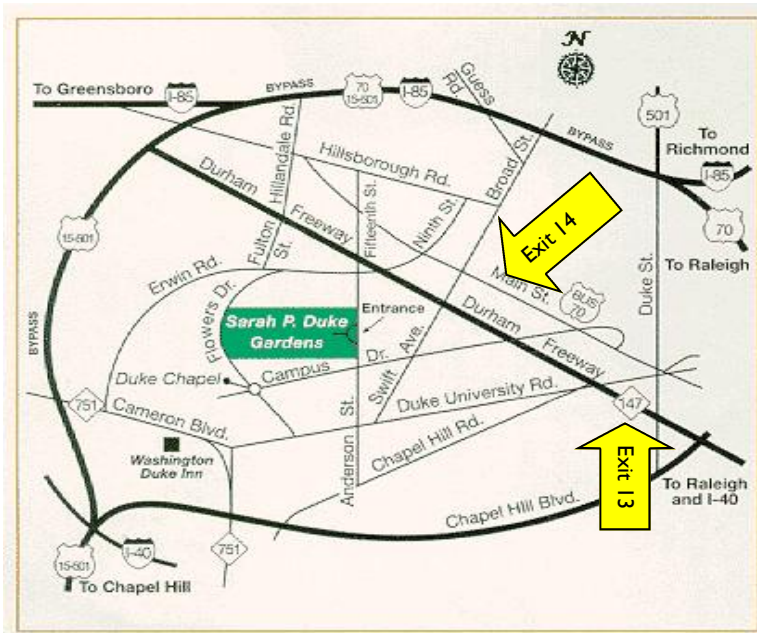 N
To Greensboro
I-85
BYPASS
70
15-501
I-85
Guess
Rd.
BYPASS
501
To
Richmond
I-85
70
To Raleigh
Hillandale Rd.
Hillsborough Rd.
Broad St.
Durham
Freeway
Fifteenth St.
Ninth St.
Exit 14
15-501
Fulton
St.
Erwin Rd.
Main St.
BUS
70
Duke St.
Flowers Dr.
Sarah P. Duke
Gardens
Entrance
Durham
Freeway
BYPASS
Duke Chapel
Campus
Dr.
Swift
Ave.
Duke University Rd.
147
751
Cameron Blvd.
Washington
Duke Inn
Anderson
St.
Chapel Hill Rd.
Exit 13
To Raleigh
and I-40
Chapel Hill Blvd.
I-40
751
15-501
To Chapel Hill